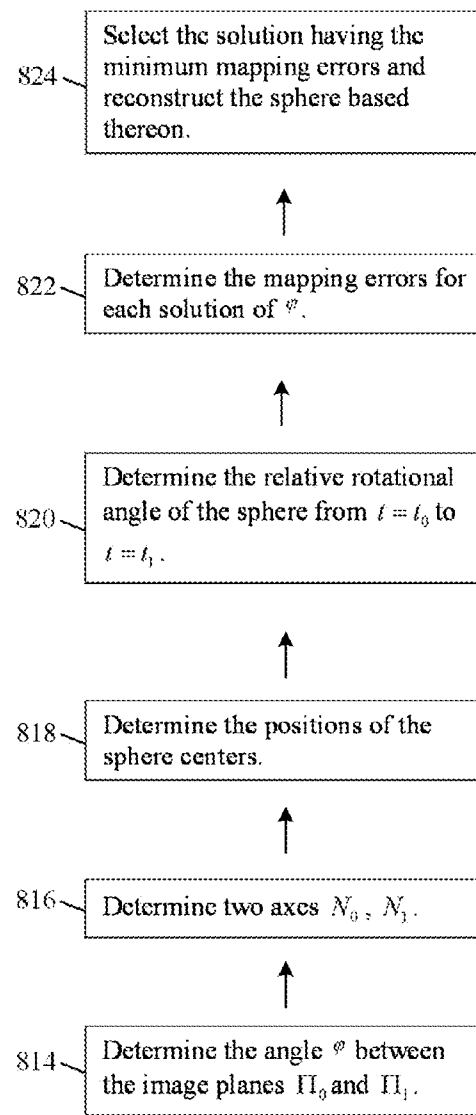 824
Select the solution having the
minimum mapping errors and
reconstruct the sphere based
thereon.
822
Determine the mapping errors for
each solution of φ.
820
Determine the relative rotational
angle of the sphere from t = t₀ to
t = t₁.
818
Determine the positions of the
sphere centers.
816
Determine two axes N₀, N₁.
814
Determine the angle φ between
the image planes Π₀ and Π₁.